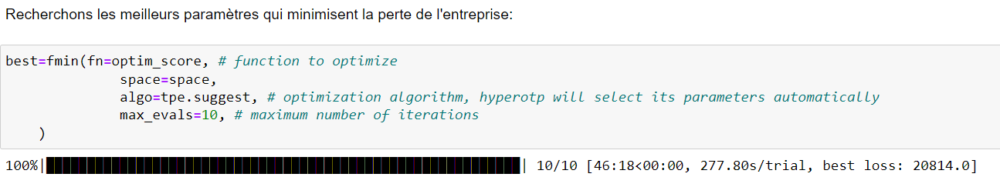 Recherchons les meilleurs paramètres qui minimisent la perte de l'entreprise:
best=fmin(fn=optim_score, # function to optimize
space=space,
algo=tpe.suggest, # optimization algorithm, hyperotp will select its parameters automatically
max_evals=10, # maximum number of iterations
)
100%| | 10/10 [46:18<00:00, 277.80s/trial, best loss: 20814.0]